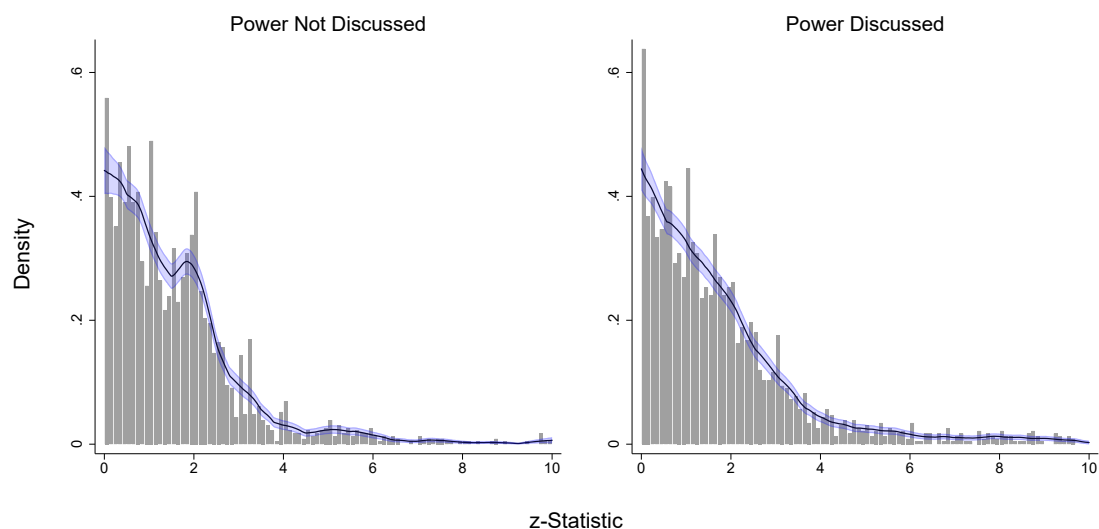 Power Not Discussed
Power Discussed
Density
.6
.4
.2
0
0 2 4 6 8 10
.6
.4
.2
0
0 2 4 6 8 10
z-Statistic